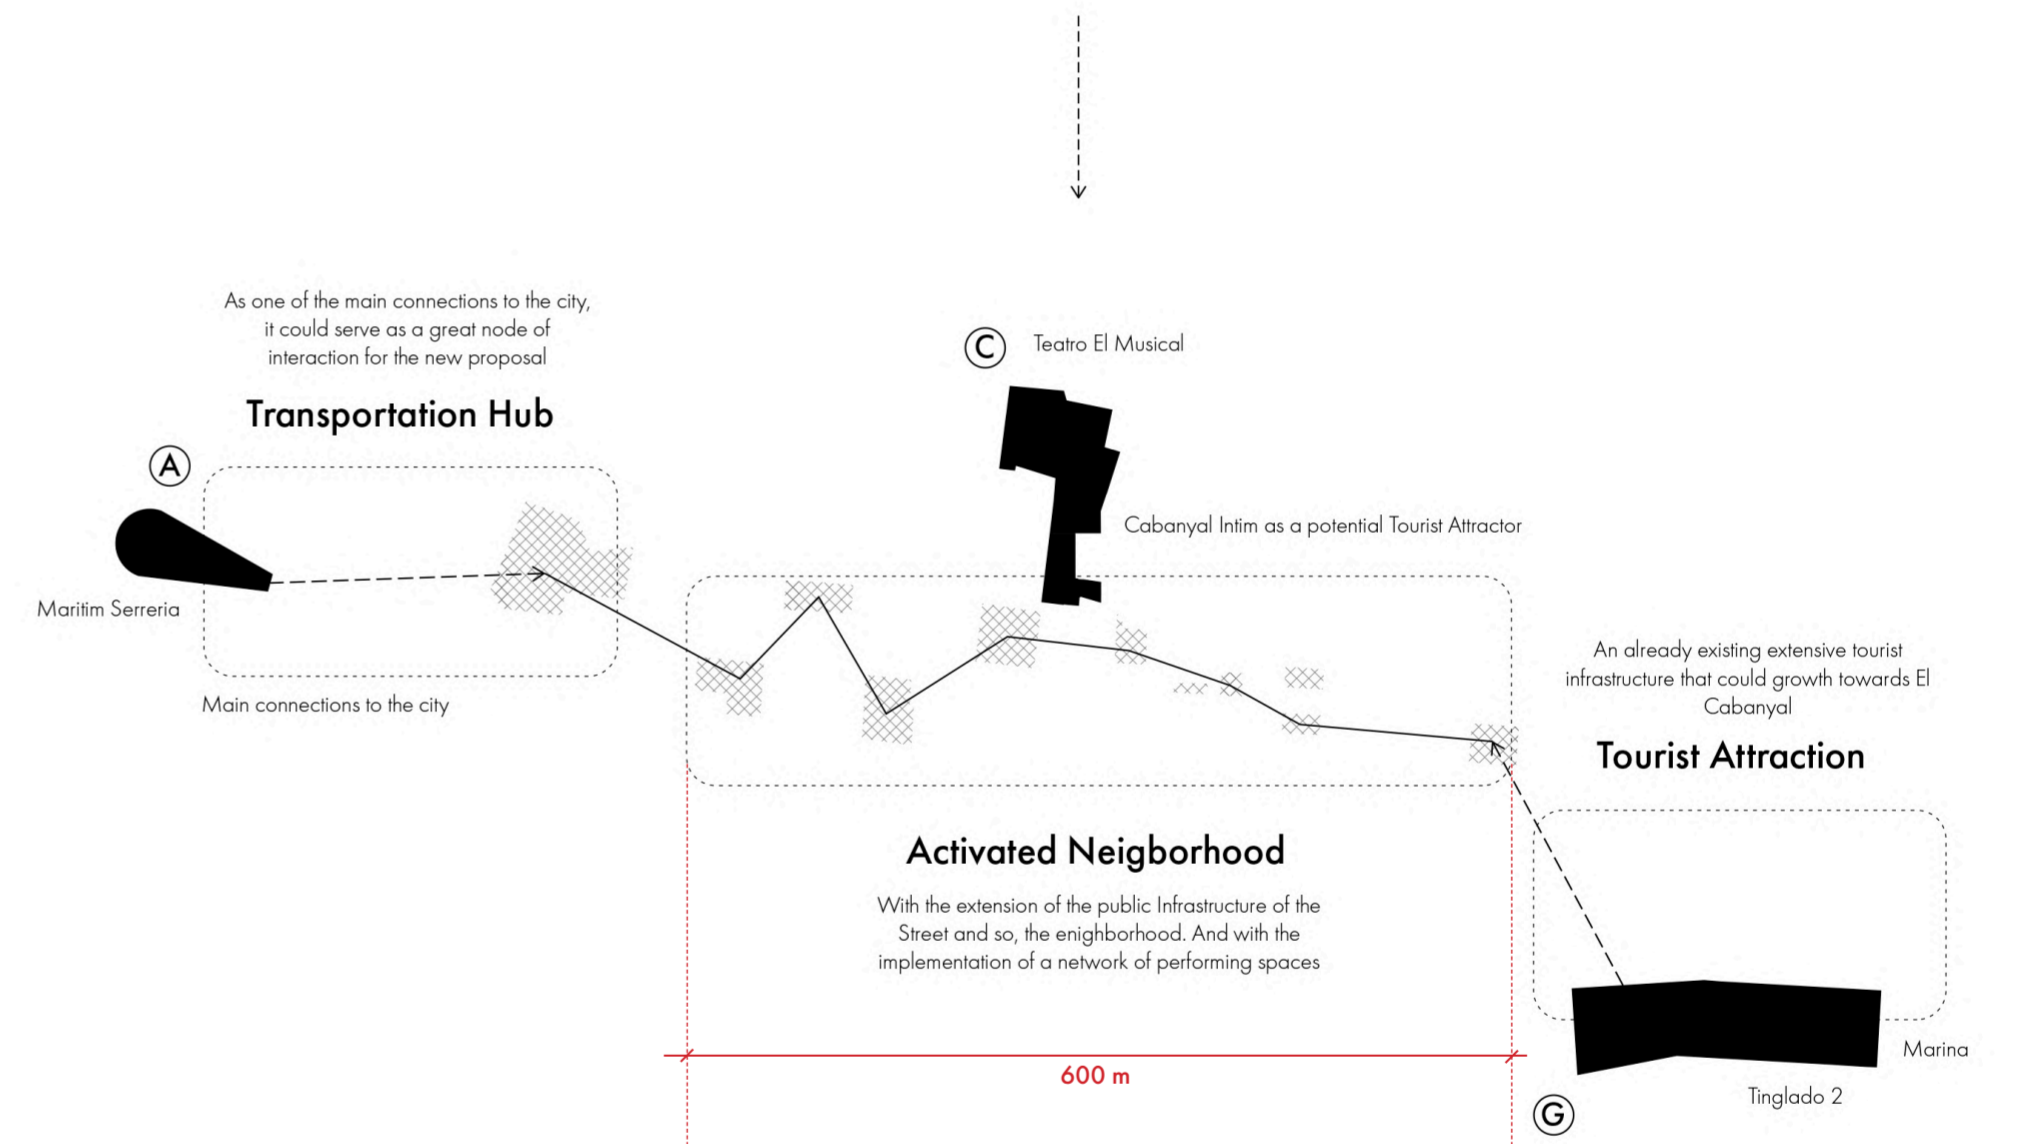 As one of the main connections to the city,
it could serve as a great node of
interaction for the new proposal
Transportation Hub
A
Maritim Serreria
Main connections to the city
C
Teatro El Musical
Cabanyal Intim as a potential Tourist Attractor
Activated Neigborhood
With the extension of the public Infrastructure of the
Street and so, the enighborhood. And with the
implementation of a network of performing spaces
600 m
An already existing extensive tourist
infrastructure that could growth towards El
Cabanyal
Tourist Attraction
Marina
Tinglado 2
G